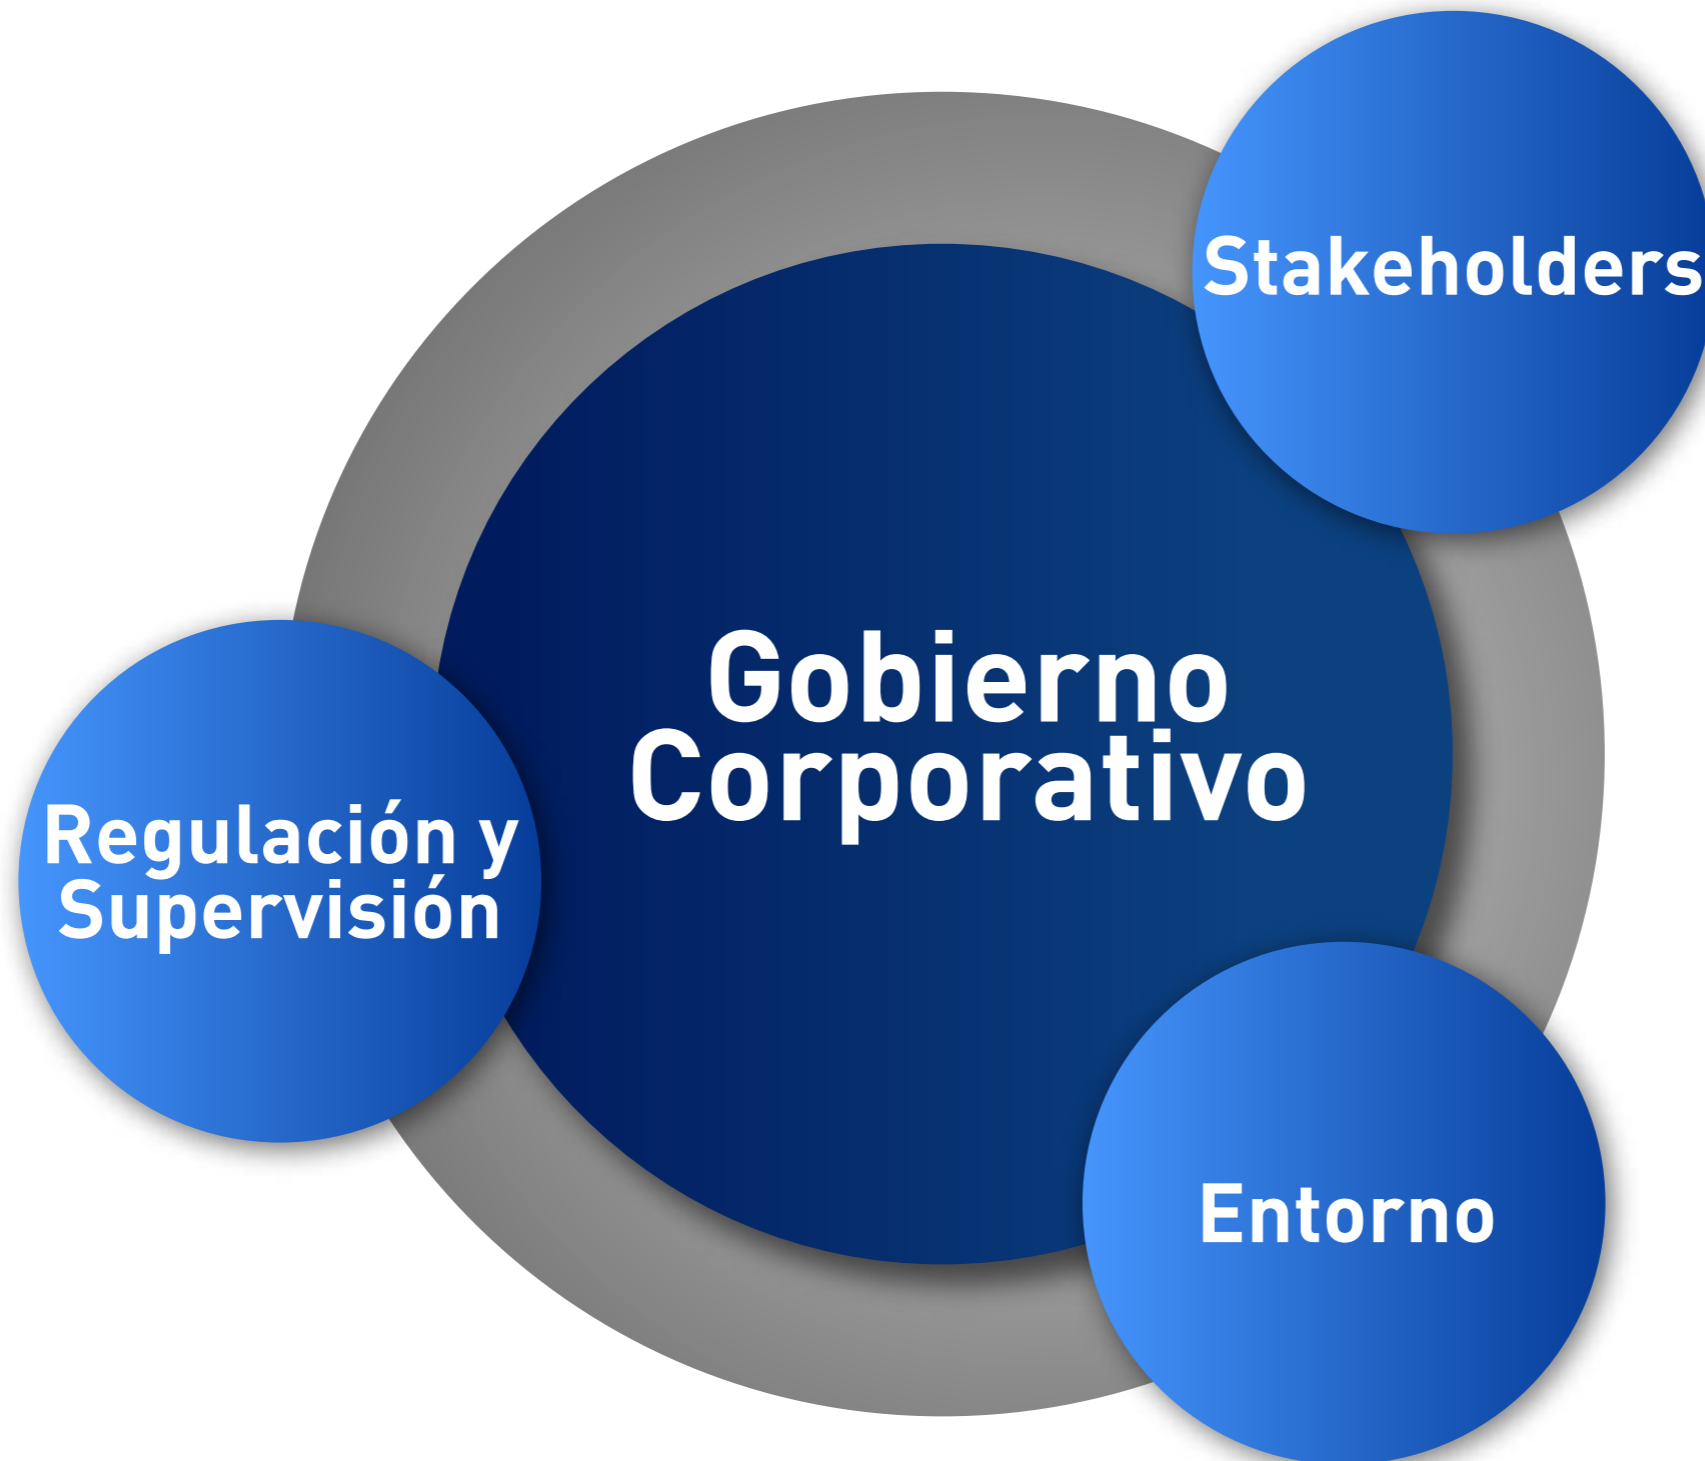 Stakeholders
Gobierno
Corporativo
Regulación y
Supervisión
Entorno